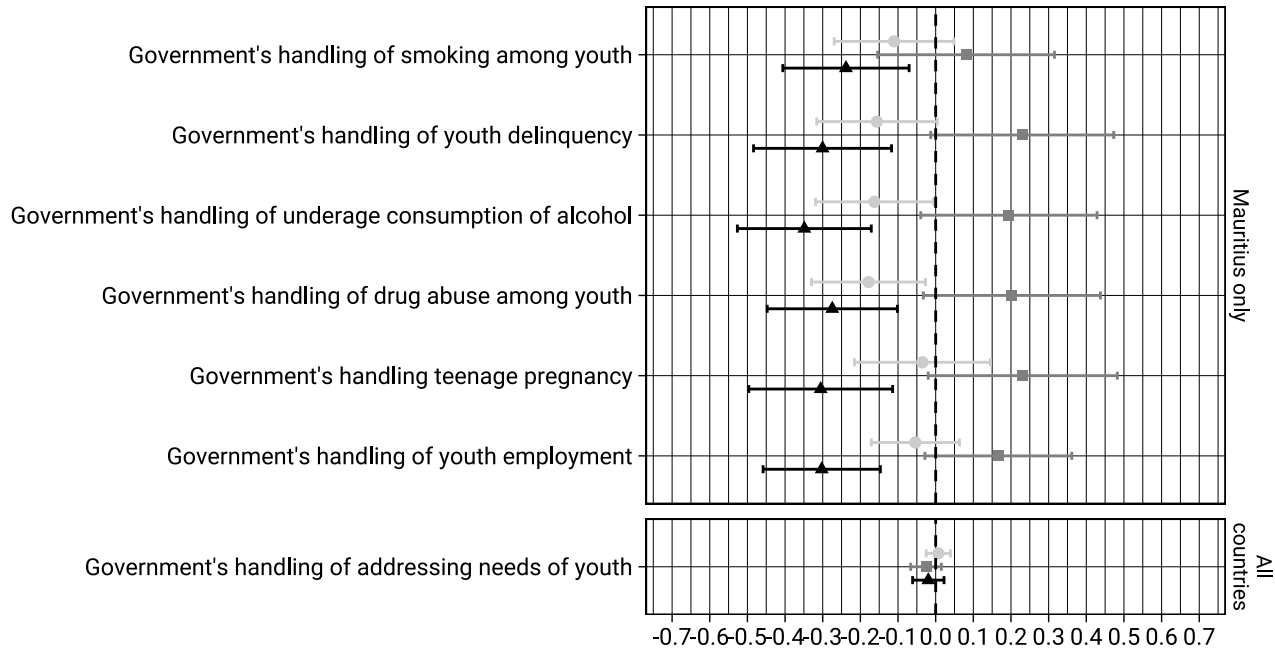 Government's handling of smoking among youth
Government's handling of youth delinquency
Government's handling of underage consumption of alcohol
Government's handling of drug abuse among youth
Government's handling teenage pregnancy
Government's handling of youth employment
Mauritius only
Government's handling of addressing needs of youth
All
countries
-0.7 -0.6 -0.5 -0.4 -0.3 -0.2 -0.1 0.0 0.1 0.2 0.3 0.4 0.5 0.6 0.7